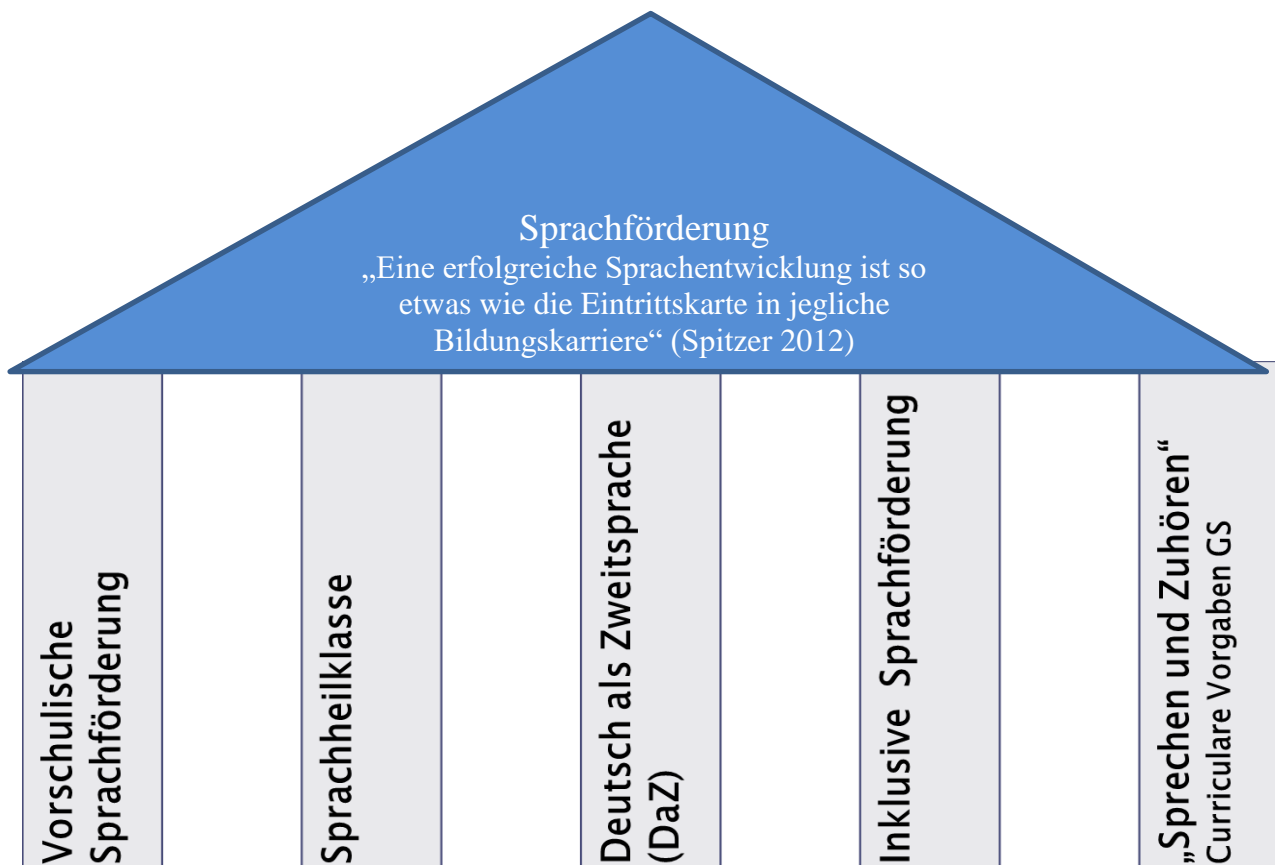 Sprachförderung
„Eine erfolgreiche Sprachentwicklung ist so
etwas wie die Eintrittskarte in jegliche
Bildungskarriere“ (Spitzer 2012)
Vorschulische
Sprachförderung
Sprachheilklasse
Deutsch als Zweitsprache
(DaZ)
Inklusive Sprachförderung
„Sprechen und Zuhören“
Curriculare Vorgaben GS